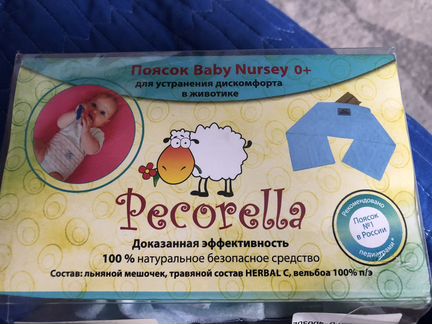 Поясок Baby Nursey 0+
для устранения дискомфорта
в животике
Pecorella
Рекомендовано
Поясок
№1
в России
педиатрами
Доказанная эффективность
100 % натуральное безопасное средство
Состав: льняной мешочек, травяной состав HERBAL C, вельбоа 100% п/э